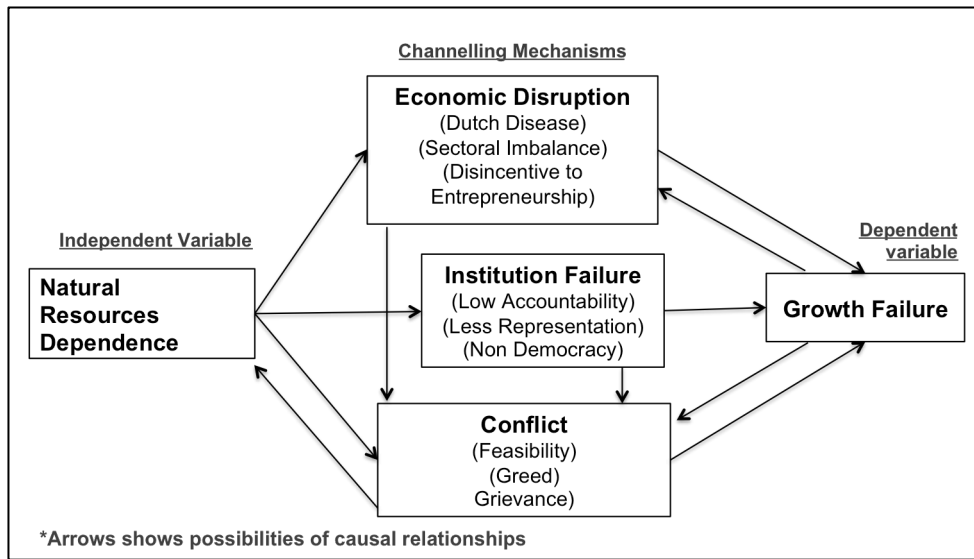 Channelling Mechanisms
Economic Disruption
(Dutch Disease)
(Sectoral Imbalance)
(Disincentive to
Entrepreneurship)
Independent Variable
Natural
Resources
Dependence
Institution Failure
(Low Accountability)
(Less Representation)
(Non Democracy)
Dependent
variable
Growth Failure
Conflict
(Feasibility)
(Greed)
Grievance)
*Arrows shows possibilities of causal relationships